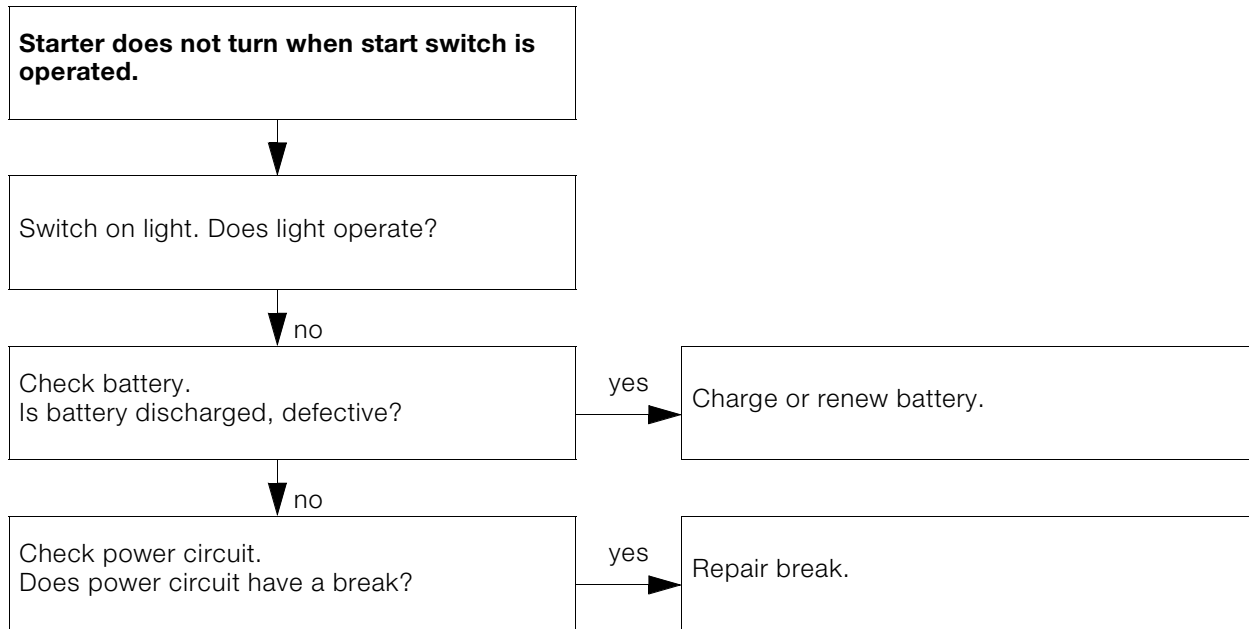 Starter does not turn when start switch is
operated.
Switch on light. Does light operate?
no
Check battery.
Is battery discharged, defective?
yes
Charge or renew battery.
no
Check power circuit.
Does power circuit have a break?
yes
Repair break.